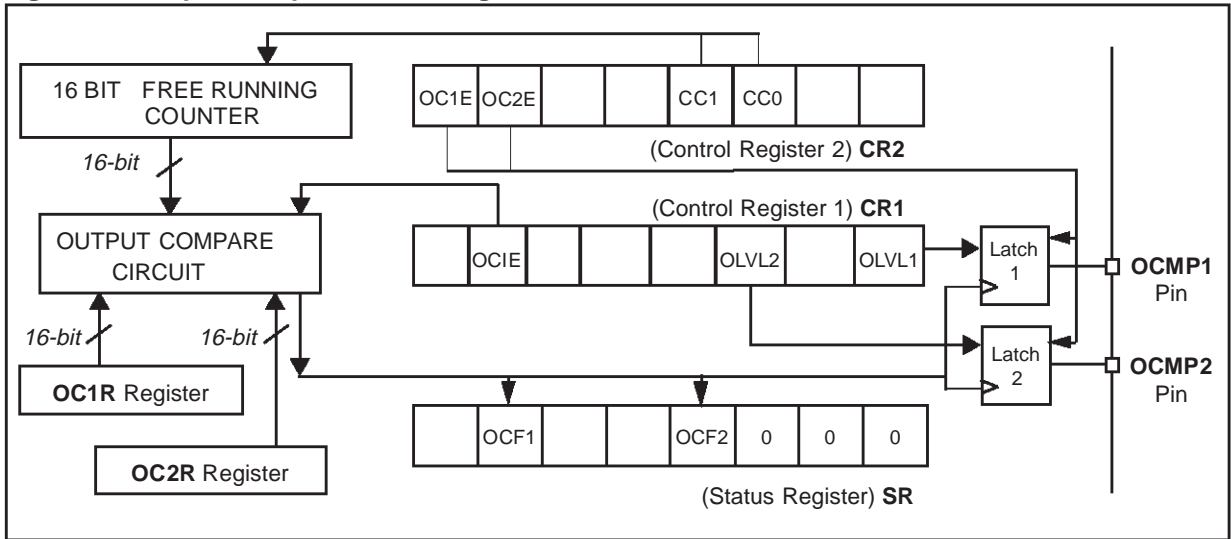 16 BIT FREE RUNNING
COUNTER
OC1E OC2E CC1 CC0
(Control Register 2) CR2
16-bit
(Control Register 1) CR1
OUTPUT COMPARE
CIRCUIT
OCIE OLVL2 OLVL1
Latch
1
OCMP1
Pin
16-bit
16-bit
Latch
2
OCMP2
Pin
OC1R Register
OCF1 OCF2 0 0 0
OC2R Register
(Status Register) SR